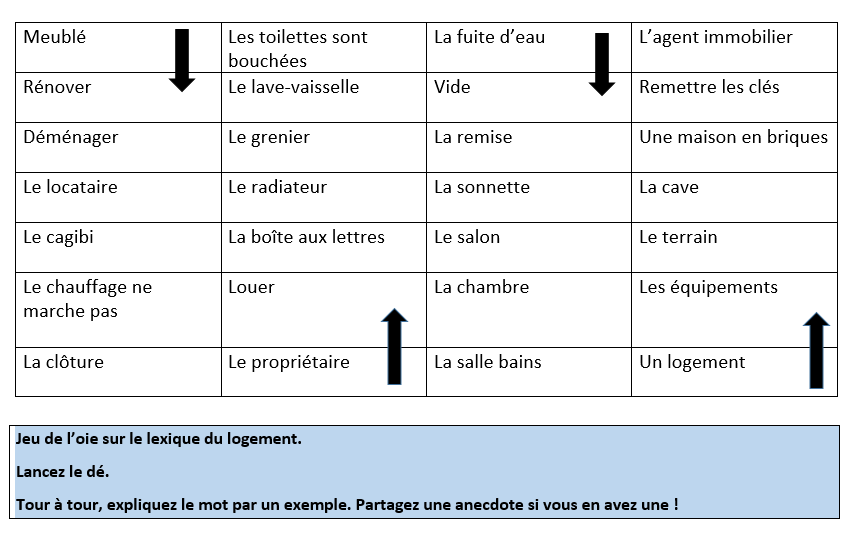 Meublé
Les toilettes sont
bouchées
La fuite d’eau
L’agent immobilier
Rénover
Le lave-vaisselle
Vide
Remettre les clés
Déménager
Le grenier
La remise
Une maison en briques
Le locataire
Le radiateur
La sonnette
La cave
Le cagibi
La boîte aux lettres
Le salon
Le terrain
Le chauffage ne
marche pas
Louer
La chambre
Les équipements
La clôture
Le propriétaire
La salle bains
Un logement
Jeu de l’oie sur le lexique du logement.
Lancez le dé.
Tour à tour, expliquez le mot par un exemple. Partagez une anecdote si vous en avez une !